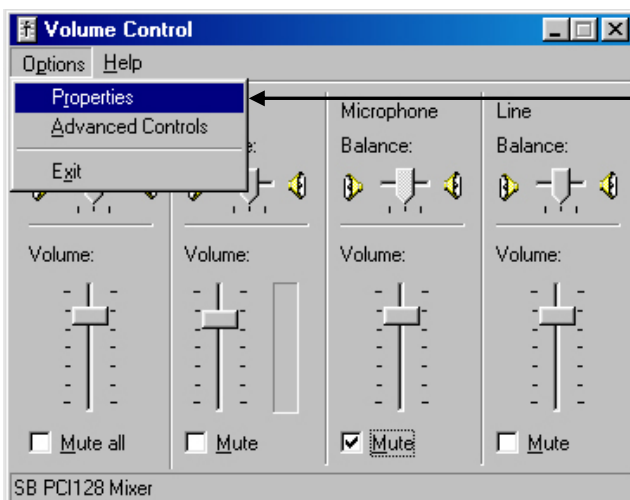 Volume Control
Options Help
Properties
Advanced Controls
Exit
Microphone Line
Balance: Balance:
Volume: Volume: Volume: Volume:
Mute all Mute Mute Mute
SB PCI128 Mixer